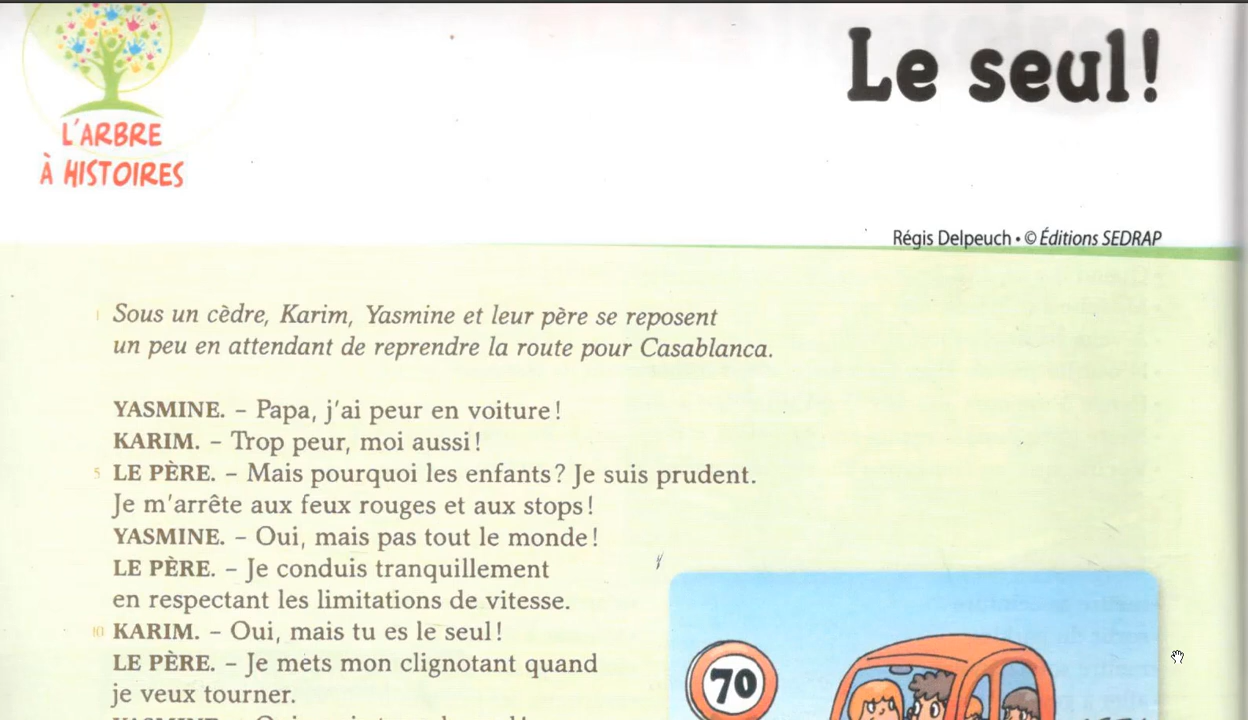 L'ARBRE
À HISTOIRES
Le seul !
Régis Delpeuch • © Éditions SEDRAP
1 Sous un cèdre, Karim, Yasmine et leur père se reposent
un peu en attendant de reprendre la route pour Casablanca.
YASMINE. – Papa, j'ai peur en voiture !
KARIM. – Trop peur, moi aussi !
5 LE PÈRE. – Mais pourquoi les enfants ? Je suis prudent.
Je m'arrête aux feux rouges et aux stops !
YASMINE. – Oui, mais pas tout le monde !
LE PÈRE. – Je conduis tranquillement
en respectant les limitations de vitesse.
10 KARIM. – Oui, mais tu es le seul !
LE PÈRE. – Je mets mon clignotant quand
je veux tourner.
70